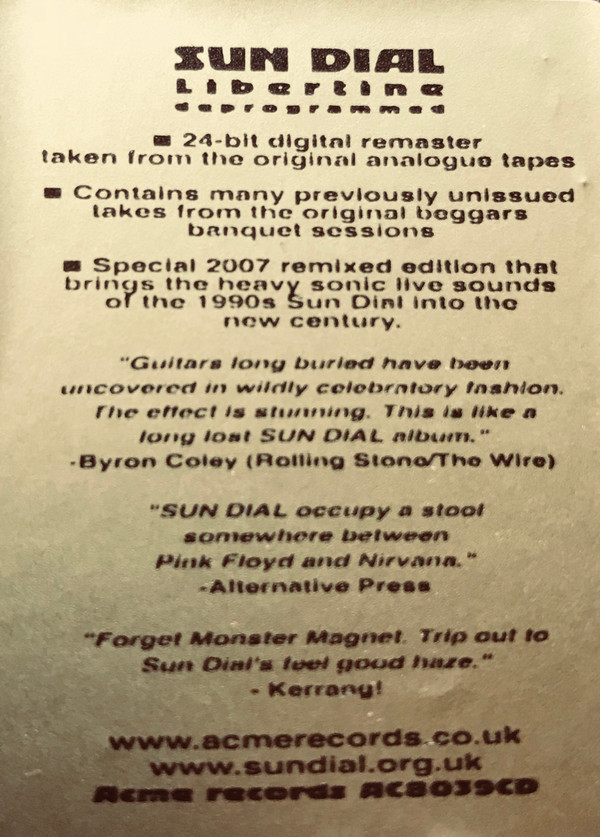 SUN DIAL
Libertine
deprogrammed
■ 24-bit digital remaster
taken from the original analogue tapes
■ Contains many previously unissued
takes from the original beggars
banquet sessions
■ Special 2007 remixed edition that
brings the heavy sonic live sounds
of the 1990s Sun Dial into the
new century.
"Guitars long buried have been
uncovered in wildly celebratory fashion.
The effect is stunning. This is like a
long lost SUN DIAL album."
-Byron Coley (Rolling Stone/The Wire)
"SUN DIAL occupy a stool
somewhere between
Pink Floyd and Nirvana."
-Alternative Press
"Forget Monster Magnet. Trip out to
Sun Dial's feel good haze."
- Kerrang!
www.acmerecords.co.uk
www.sundial.org.uk
Acme records AC8039CD